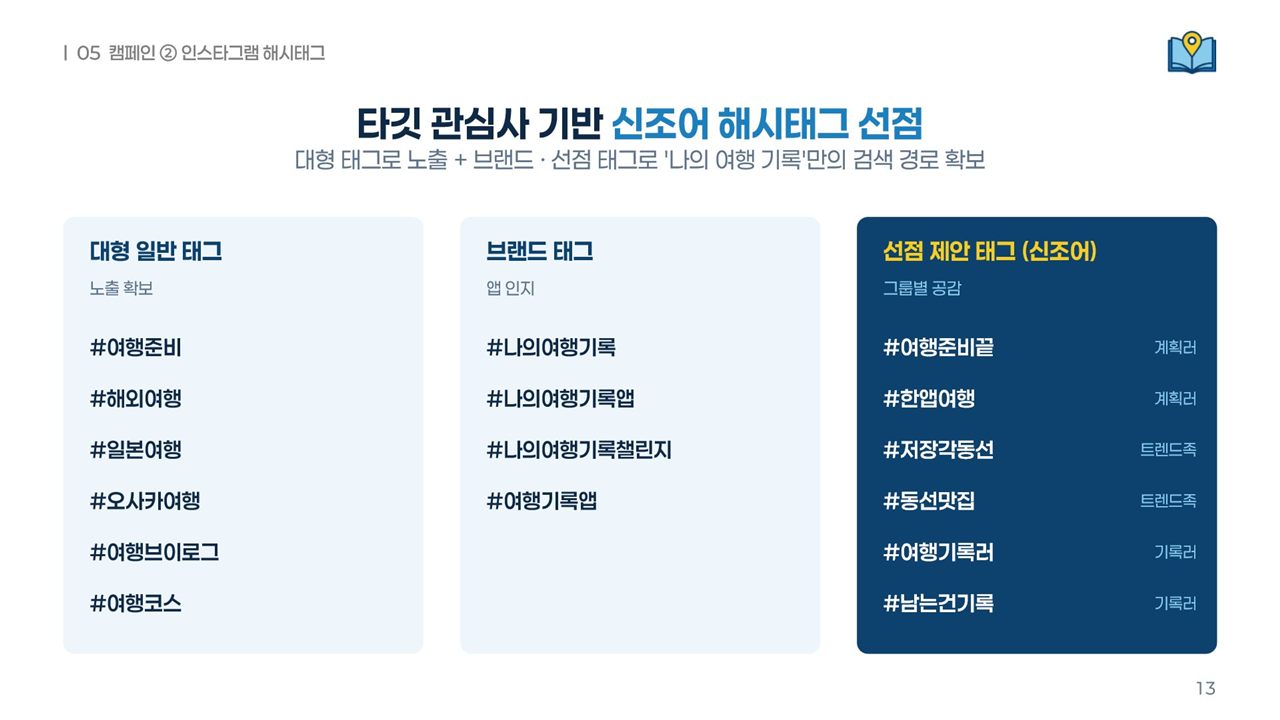 | 05 캠페인 ② 인스타그램 해시태그
타깃 관심사 기반 신조어 해시태그 선점
대형 태그로 노출 + 브랜드 · 선점 태그로 '나의 여행 기록'만의 검색 경로 확보
대형 일반 태그
노출 확보
#여행준비
#해외여행
#일본여행
#오사카여행
#여행브이로그
#여행코스
브랜드 태그
앱 인지
#나의여행기록
#나의여행기록앱
#나의여행기록챌린지
#여행기록앱
선점 제안 태그 (신조어)
그룹별 공감
#여행준비끝 계획러
#한앱여행 계획러
#저장각동선 트렌드족
#동선맛집 트렌드족
#여행기록러 기록러
#남는건기록 기록러
13